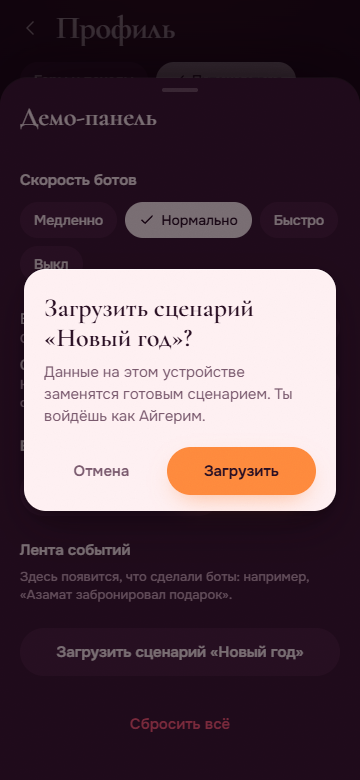 Профиль
Демо-панель
Скорость ботов
Медленно
Нормально
Быстро
Выкл
Загрузить сценарий
«Новый год»?
Данные на этом устройстве
заменятся готовым сценарием. Ты
войдёшь как Айгерим.
Отмена
Загрузить
Лента событий
Здесь появится, что сделали боты: например,
«Азамат забронировал подарок».
Загрузить сценарий «Новый год»
Сбросить всё